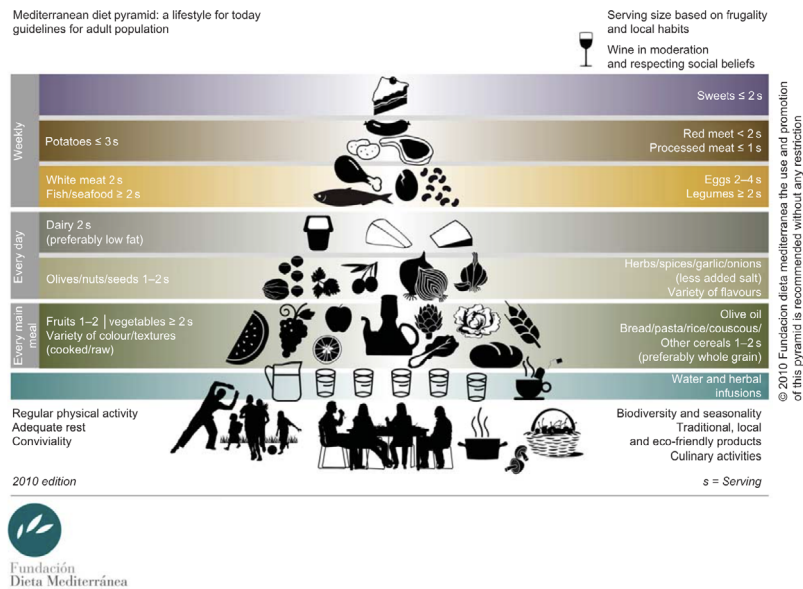 Mediterranean diet pyramid: a lifestyle for today
guidelines for adult population
Serving size based on frugality
and local habits
Wine in moderation
and respecting social beliefs
Weekly
Sweets ≤ 2 s
Potatoes ≤ 3 s
Red meet < 2 s
Processed meat ≤ 1 s
White meat 2 s
Fish/seafood ≥ 2 s
Eggs 2–4 s
Legumes ≥ 2 s
Every day
Dairy 2 s
(preferably low fat)
Olives/nuts/seeds 1–2 s
Herbs/spices/garlic/onions
(less added salt)
Variety of flavours
Every main
meal
Fruits 1–2 | vegetables ≥ 2 s
Variety of colour/textures
(cooked/raw)
Olive oil
Bread/pasta/rice/couscous/
Other cereals 1–2 s
(preferably whole grain)
Water and herbal
infusions
Regular physical activity
Adequate rest
Conviviality
Biodiversity and seasonality
Traditional, local
and eco-friendly products
Culinary activities
2010 edition
s = Serving
© 2010 Fundacion dieta mediterranea the use and promotion
of this pyramid is recommended without any restriction
Fundación
Dieta Mediterránea